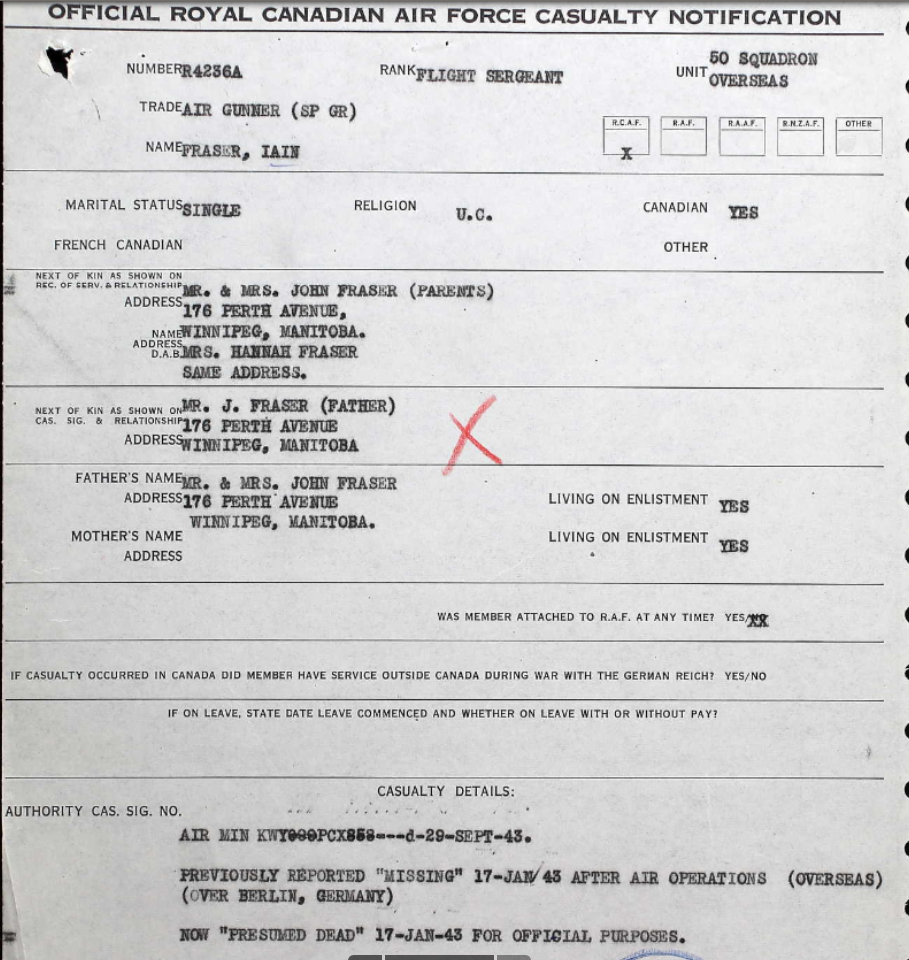 OFFICIAL ROYAL CANADIAN AIR FORCE CASUALTY NOTIFICATION
NUMBER R4236A RANK FLIGHT SERGEANT UNIT 50 SQUADRON
OVERSEAS
TRADE AIR GUNNER (SP GR)
R.C.A.F. R.A.F. R.A.A.F. R.N.Z.A.F. OTHER
X
NAME FRASER, IAIN
MARITAL STATUS SINGLE RELIGION U.C. CANADIAN YES
FRENCH CANADIAN OTHER
NEXT OF KIN AS SHOWN ON
REC. OF SERV. & RELATIONSHIP MR. & MRS. JOHN FRASER (PARENTS)
ADDRESS 176 PERTH AVENUE,
NAME WINNIPEG, MANITOBA.
ADDRESS
D.A.B. MRS. HANNAH FRASER
SAME ADDRESS.
NEXT OF KIN AS SHOWN ON MR. J. FRASER (FATHER)
CAS. SIG. & RELATIONSHIP 176 PERTH AVENUE
ADDRESS WINNIPEG, MANITOBA
FATHER'S NAME MR. & MRS. JOHN FRASER
ADDRESS 176 PERTH AVENUE LIVING ON ENLISTMENT YES
WINNIPEG, MANITOBA.
MOTHER'S NAME LIVING ON ENLISTMENT YES
ADDRESS
WAS MEMBER ATTACHED TO R.A.F. AT ANY TIME? YES/XX
IF CASUALTY OCCURRED IN CANADA DID MEMBER HAVE SERVICE OUTSIDE CANADA DURING WAR WITH THE GERMAN REICH? YES/NO
IF ON LEAVE, STATE DATE LEAVE COMMENCED AND WHETHER ON LEAVE WITH OR WITHOUT PAY?
CASUALTY DETAILS:
AUTHORITY CAS. SIG. NO.
AIR MIN d-29-SEPT-43.
PREVIOUSLY REPORTED "MISSING" 17-JAN/43 AFTER AIR OPERATIONS (OVERSEAS)
(OVER BERLIN, GERMANY)
NOW "PRESUMED DEAD" 17-JAN-43 FOR OFFICIAL PURPOSES.